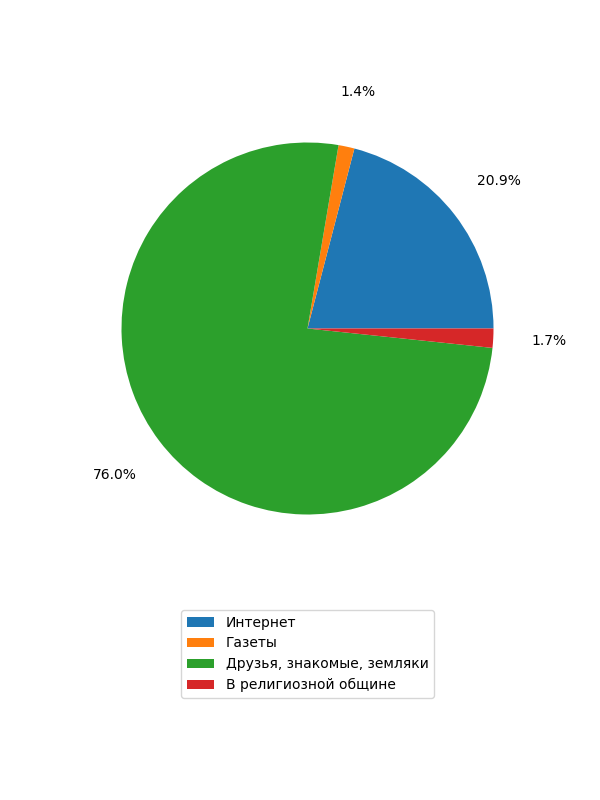 1.4%
20.9%
1.7%
76.0%
Интернет
Газеты
Друзья, знакомые, земляки
В религиозной общине